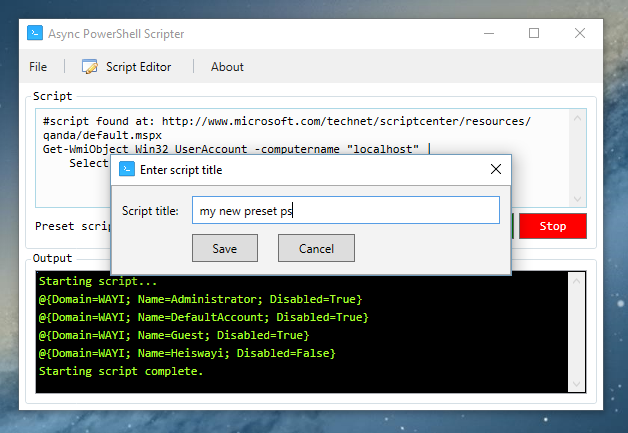 Async PowerShell Scripter
File Script Editor About
Script
#script found at: http://www.microsoft.com/technet/scriptcenter/resources/
qanda/default.mspx
Get-WmiObject Win32_UserAccount -computername "localhost" |
Select
Enter script title
Script title: my new preset ps
Save Cancel
Preset scrip
Stop
Output
Starting script...
@{Domain=WAYI; Name=Administrator; Disabled=True}
@{Domain=WAYI; Name=DefaultAccount; Disabled=True}
@{Domain=WAYI; Name=Guest; Disabled=True}
@{Domain=WAYI; Name=Heiswayi; Disabled=False}
Starting script complete.